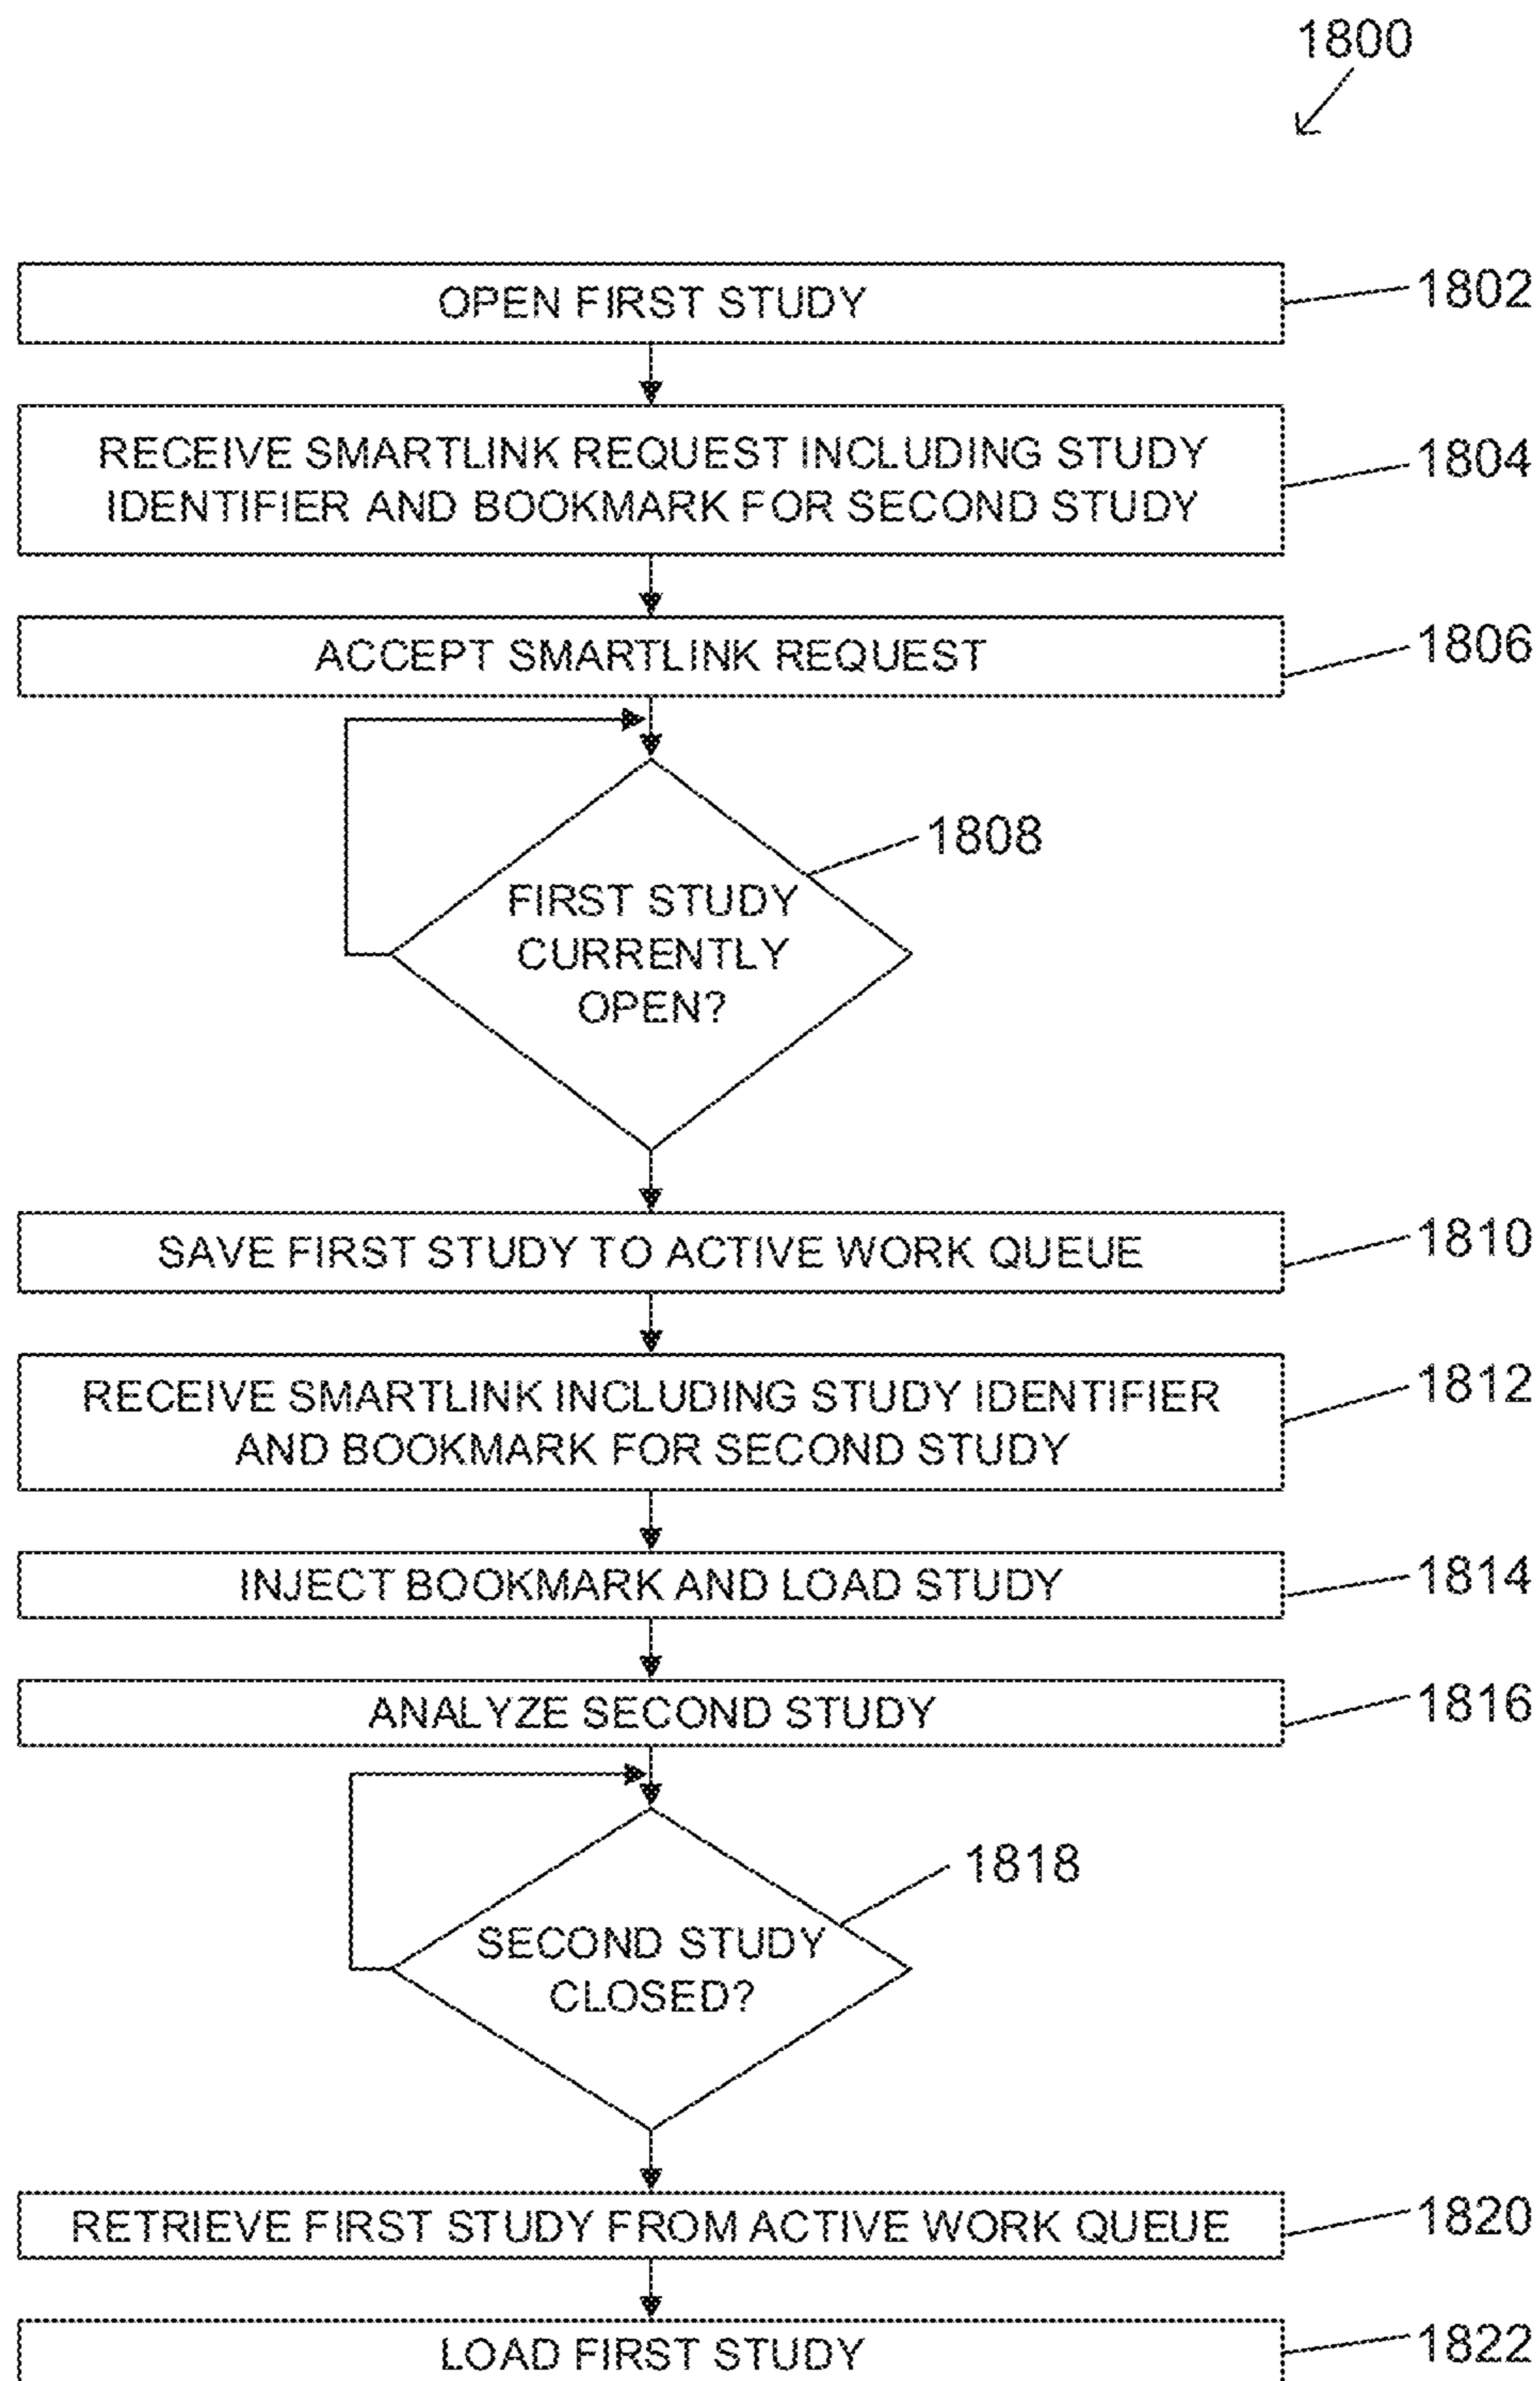 1800
OPEN FIRST STUDY
1802
RECEIVE SMARTLINK REQUEST INCLUDING STUDY
IDENTIFIER AND BOOKMARK FOR SECOND STUDY
1804
ACCEPT SMARTLINK REQUEST
1806
1808
FIRST STUDY
CURRENTLY
OPEN?
SAVE FIRST STUDY TO ACTIVE WORK QUEUE
1810
RECEIVE SMARTLINK INCLUDING STUDY IDENTIFIER
AND BOOKMARK FOR SECOND STUDY
1812
INJECT BOOKMARK AND LOAD STUDY
1814
ANALYZE SECOND STUDY
1816
1818
SECOND STUDY
CLOSED?
RETRIEVE FIRST STUDY FROM ACTIVE WORK QUEUE
1820
LOAD FIRST STUDY
1822